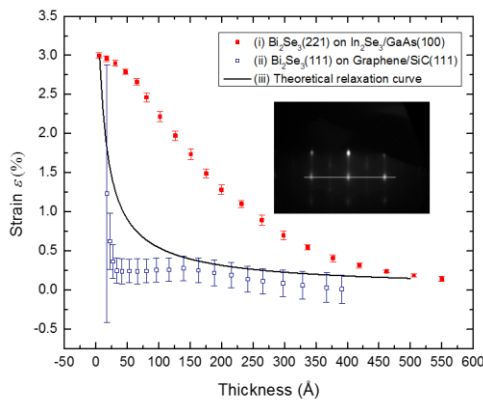 (i) Bi₂Se₃(221) on In₂Se₃/GaAs(100)
(ii) Bi₂Se₃(111) on Graphene/SiC(111)
(iii) Theoretical relaxation curve
Strain ε(%)
3.5
3.0
2.5
2.0
1.5
1.0
0.5
0.0
-0.5
-50 0 50 100 150 200 250 300 350 400 450 500 550 600
Thickness (Å)